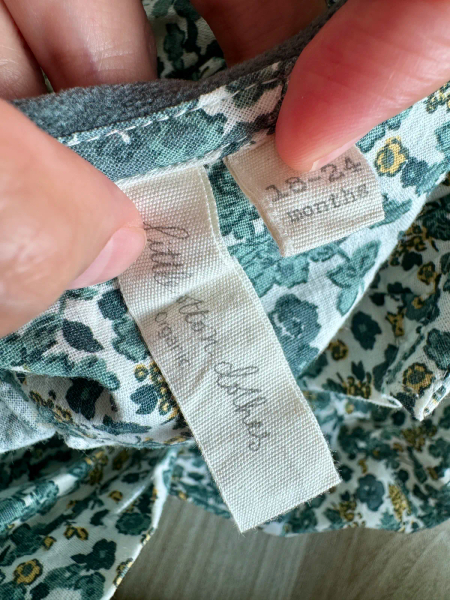 little cotton clothes
organic
18-24
months